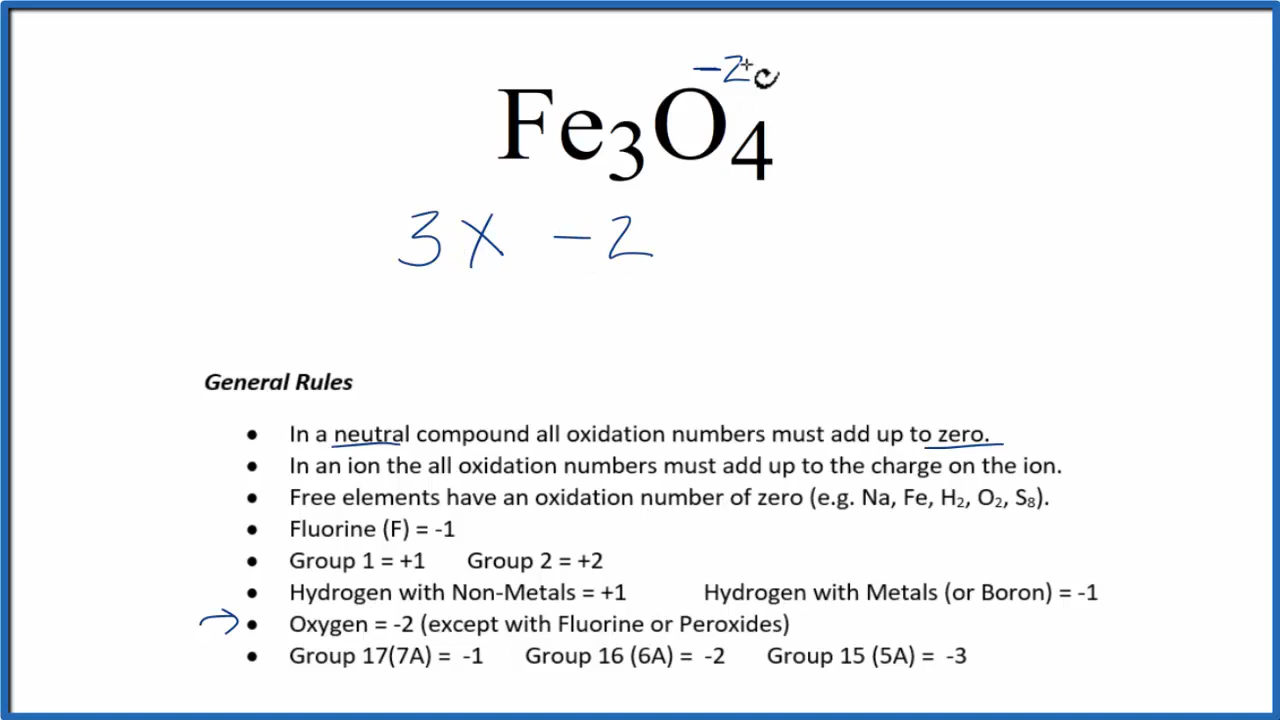 -2
Fe₃O₄
3x -2
General Rules
• In a neutral compound all oxidation numbers must add up to zero.
• In an ion the all oxidation numbers must add up to the charge on the ion.
• Free elements have an oxidation number of zero (e.g. Na, Fe, H₂, O₂, S₈).
• Fluorine (F) = -1
• Group 1 = +1 Group 2 = +2
• Hydrogen with Non-Metals = +1 Hydrogen with Metals (or Boron) = -1
→ • Oxygen = -2 (except with Fluorine or Peroxides)
• Group 17(7A) = -1 Group 16 (6A) = -2 Group 15 (5A) = -3